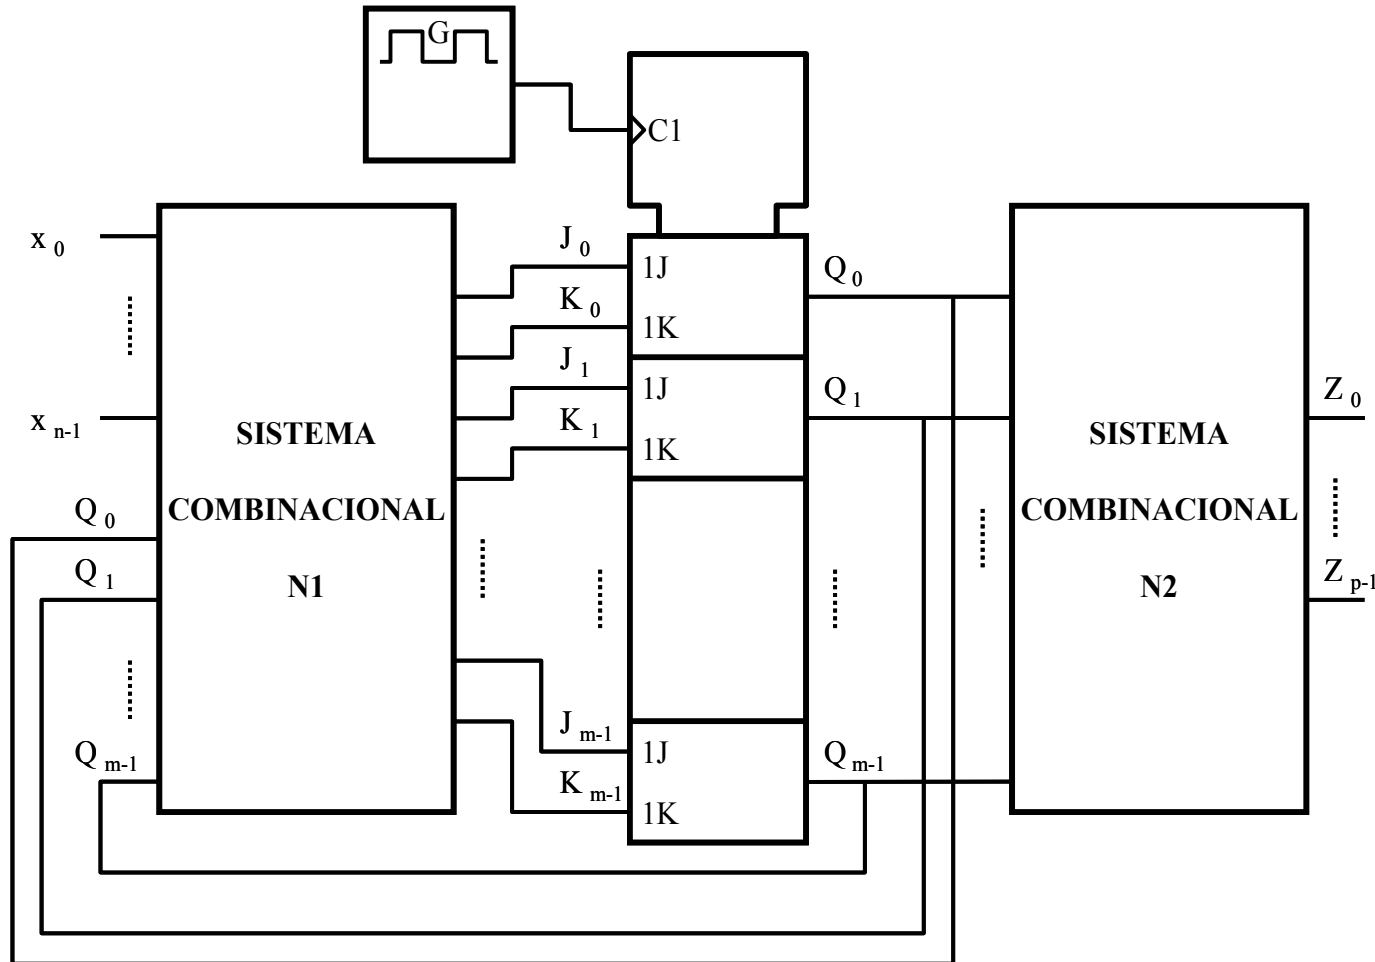 G
C1
x 0
x n-1
Q 0
Q 1
Q m-1
SISTEMA
COMBINACIONAL
N1
J 0
K 0
J 1
K 1
J m-1
K m-1
1J
1K
1J
1K
1J
1K
Q 0
Q 1
Q m-1
SISTEMA
COMBINACIONAL
N2
Z 0
Z p-1